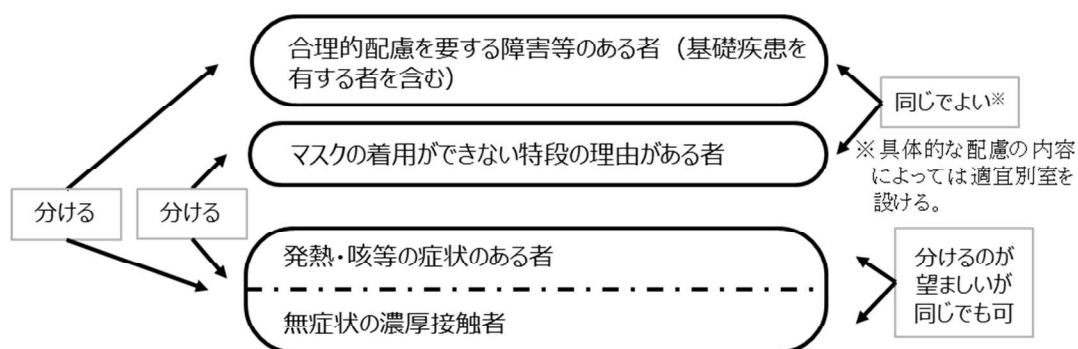 合理的配慮を要する障害等のある者（基礎疾患を
有する者を含む）
同じでよい※
マスクの着用ができない特段の理由がある者
※具体的な配慮の内容
によっては適宜別室を
設ける。
分ける
分ける
発熱・咳等の症状のある者
無症状の濃厚接触者
分けるのが
望ましいが
同じでも可